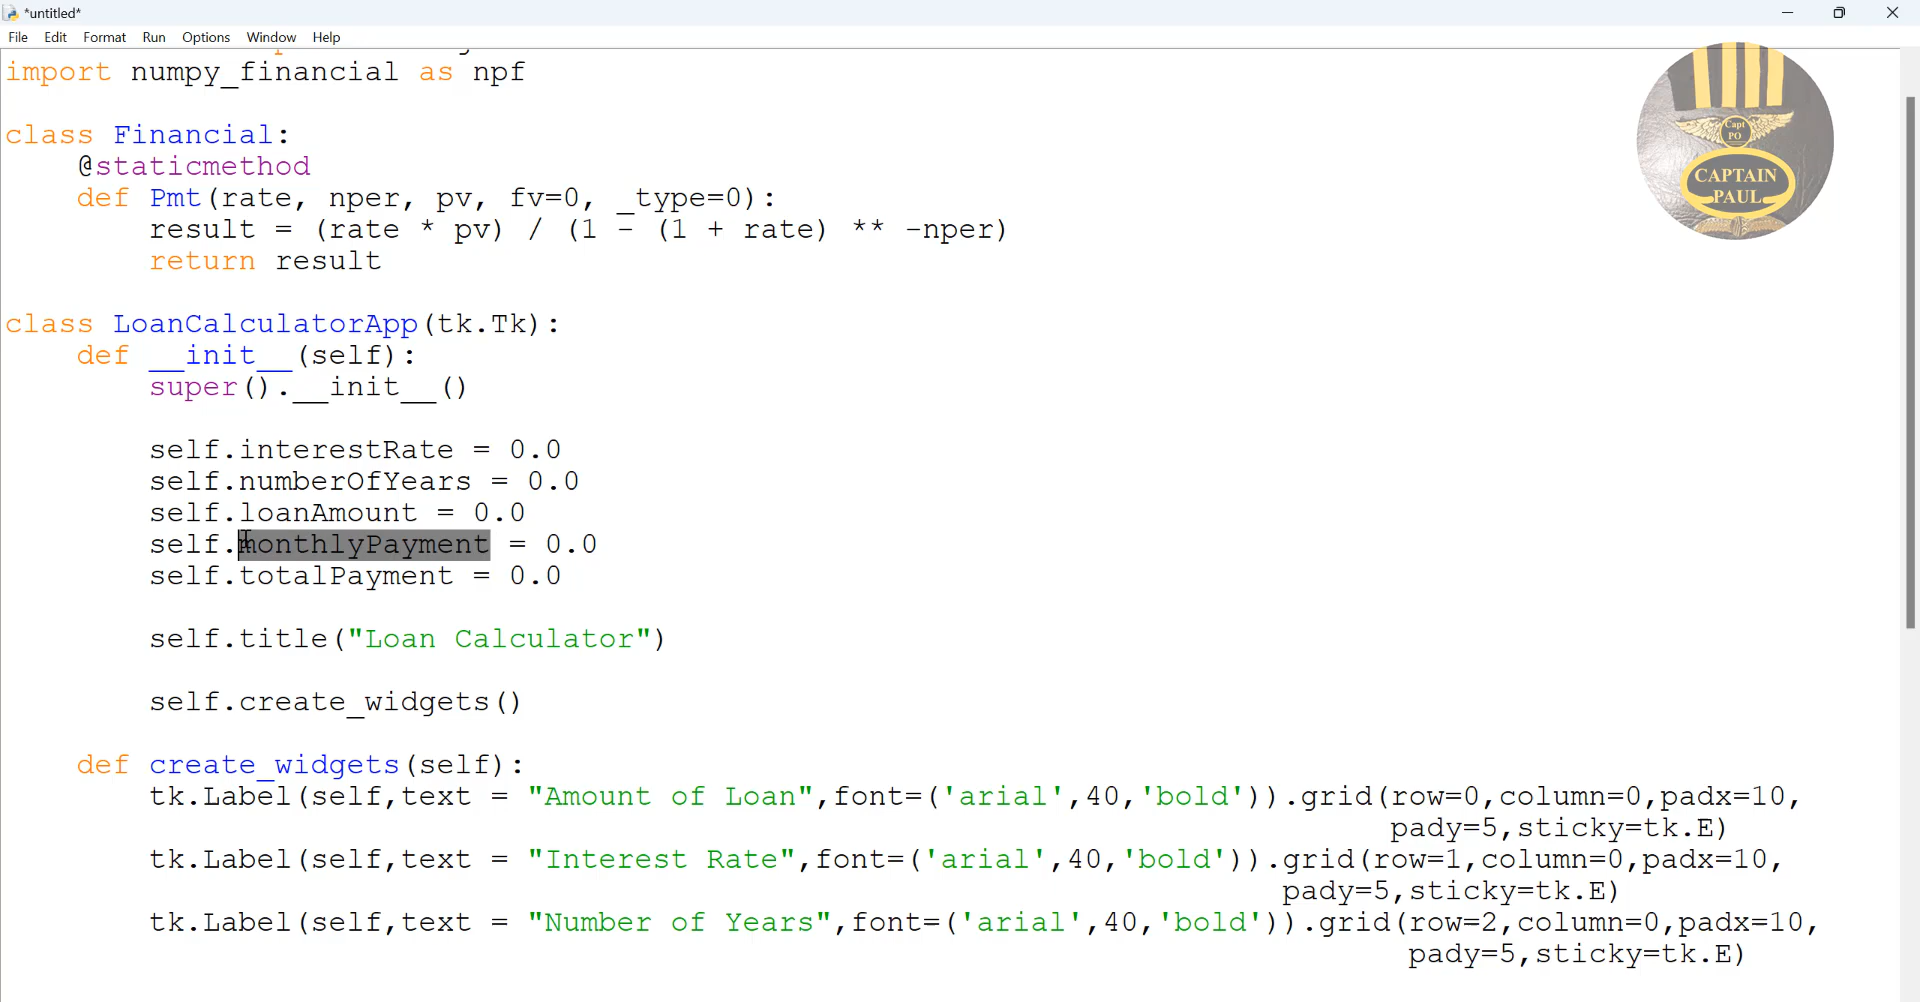 *untitled*
File Edit Format Run Options Window Help
import numpy_financial as npf
class Financial:
    @staticmethod
    def Pmt(rate, nper, pv, fv=0, _type=0):
        result = (rate * pv) / (1 - (1 + rate) ** -nper)
        return result
class LoanCalculatorApp(tk.Tk):
    def __init__(self):
        super().__init__()
        self.interestRate = 0.0
        self.numberOfYears = 0.0
        self.loanAmount = 0.0
        self.monthlyPayment = 0.0
        self.totalPayment = 0.0
        self.title("Loan Calculator")
        self.create_widgets()
    def create_widgets(self):
        tk.Label(self,text = "Amount of Loan",font=('arial',40,'bold')).grid(row=0,column=0,padx=10,
pady=5,sticky=tk.E)
        tk.Label(self,text = "Interest Rate",font=('arial',40,'bold')).grid(row=1,column=0,padx=10,
pady=5,sticky=tk.E)
        tk.Label(self,text = "Number of Years",font=('arial',40,'bold')).grid(row=2,column=0,padx=10,
pady=5,sticky=tk.E)
Capt
PO
CAPTAIN
PAUL